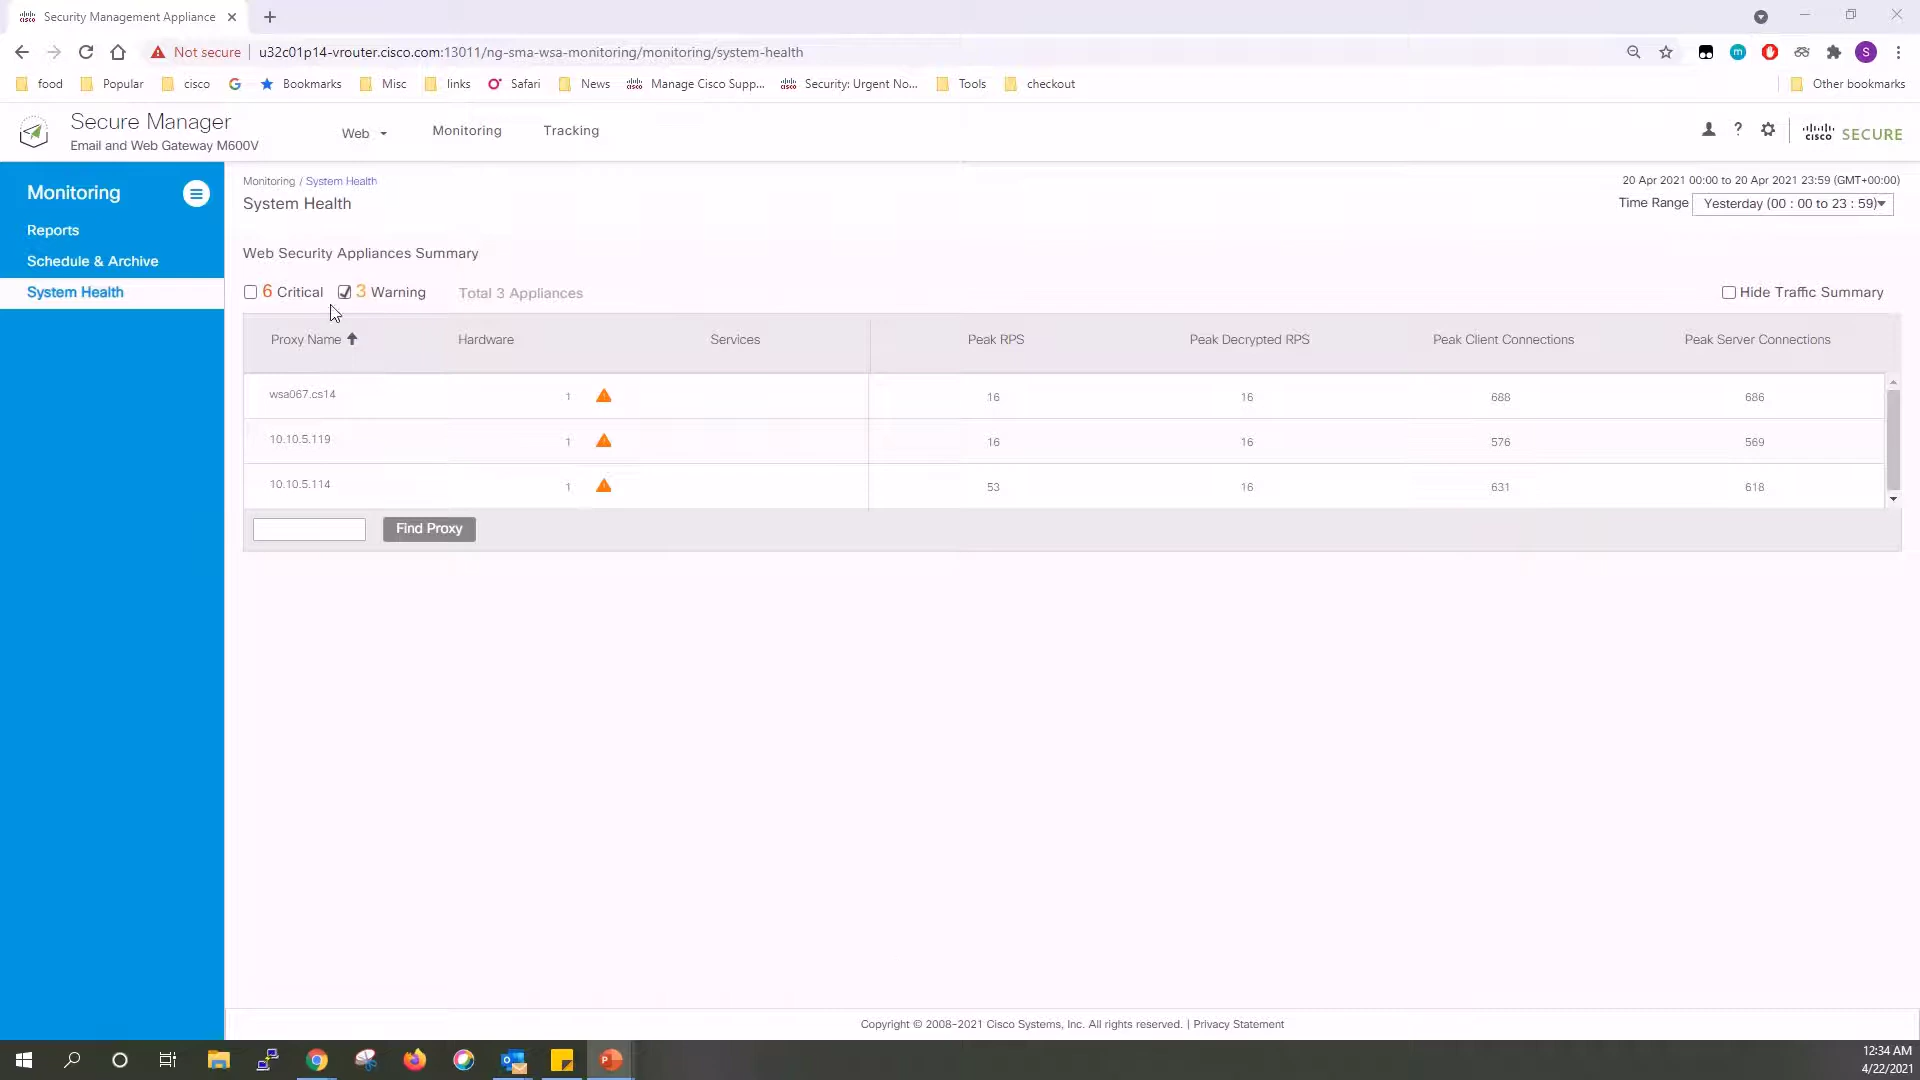 Security Management Appliance
Not secure
u32c01p14-vrouter.cisco.com:13011/ng-sma-wsa-monitoring/monitoring/system-health
food
Popular
cisco
Bookmarks
Misc
links
Safari
News
Manage Cisco Supp...
Security: Urgent No...
Tools
checkout
Other bookmarks
Secure Manager
Email and Web Gateway M600V
Web
Monitoring
Tracking
cisco SECURE
Monitoring
Reports
Schedule & Archive
System Health
Monitoring / System Health
System Health
20 Apr 2021 00:00 to 20 Apr 2021 23:59 (GMT+00:00)
Time Range Yesterday (00 : 00 to 23 : 59)
Web Security Appliances Summary
6 Critical 3 Warning Total 3 Appliances
Hide Traffic Summary
Proxy Name Hardware Services Peak RPS Peak Decrypted RPS Peak Client Connections Peak Server Connections
wsa067.cs14 1 16 16 688 686
10.10.5.119 1 16 16 576 569
10.10.5.114 1 53 16 631 618
Find Proxy
Copyright © 2008-2021 Cisco Systems, Inc. All rights reserved. | Privacy Statement
12:34 AM
4/22/2021